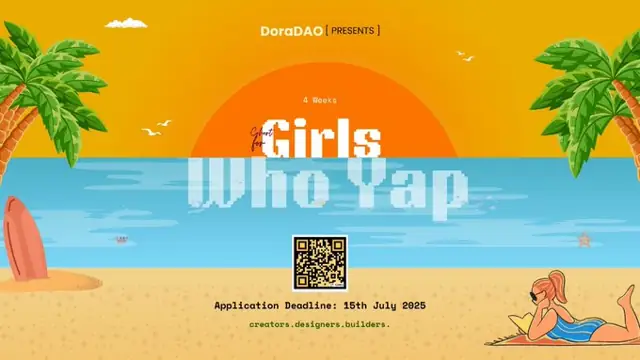 DoraDAO [ PRESENTS ]
4 Weeks
Girls
Who Yap
Application Deadline: 15th July 2025
creators.designers.builders.